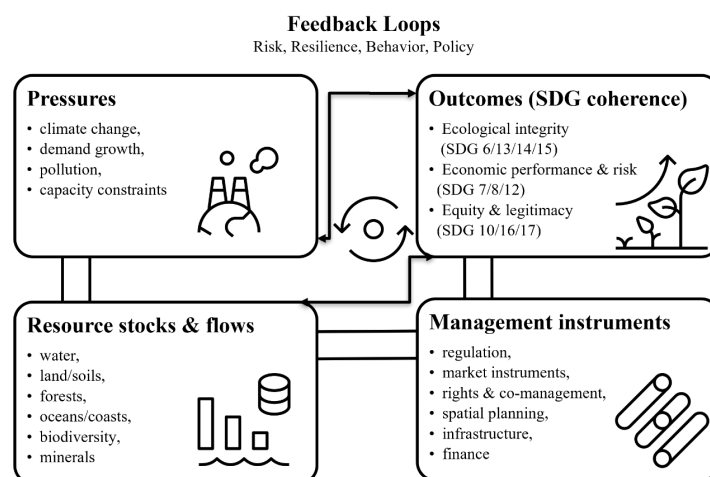 Feedback Loops
Risk, Resilience, Behavior, Policy
Pressures
• climate change,
• demand growth,
• pollution,
• capacity constraints
Outcomes (SDG coherence)
• Ecological integrity
(SDG 6/13/14/15)
• Economic performance & risk
(SDG 7/8/12)
• Equity & legitimacy
(SDG 10/16/17)
Resource stocks & flows
• water,
• land/soils,
• forests,
• oceans/coasts,
• biodiversity,
• minerals
Management instruments
• regulation,
• market instruments,
• rights & co-management,
• spatial planning,
• infrastructure,
• finance